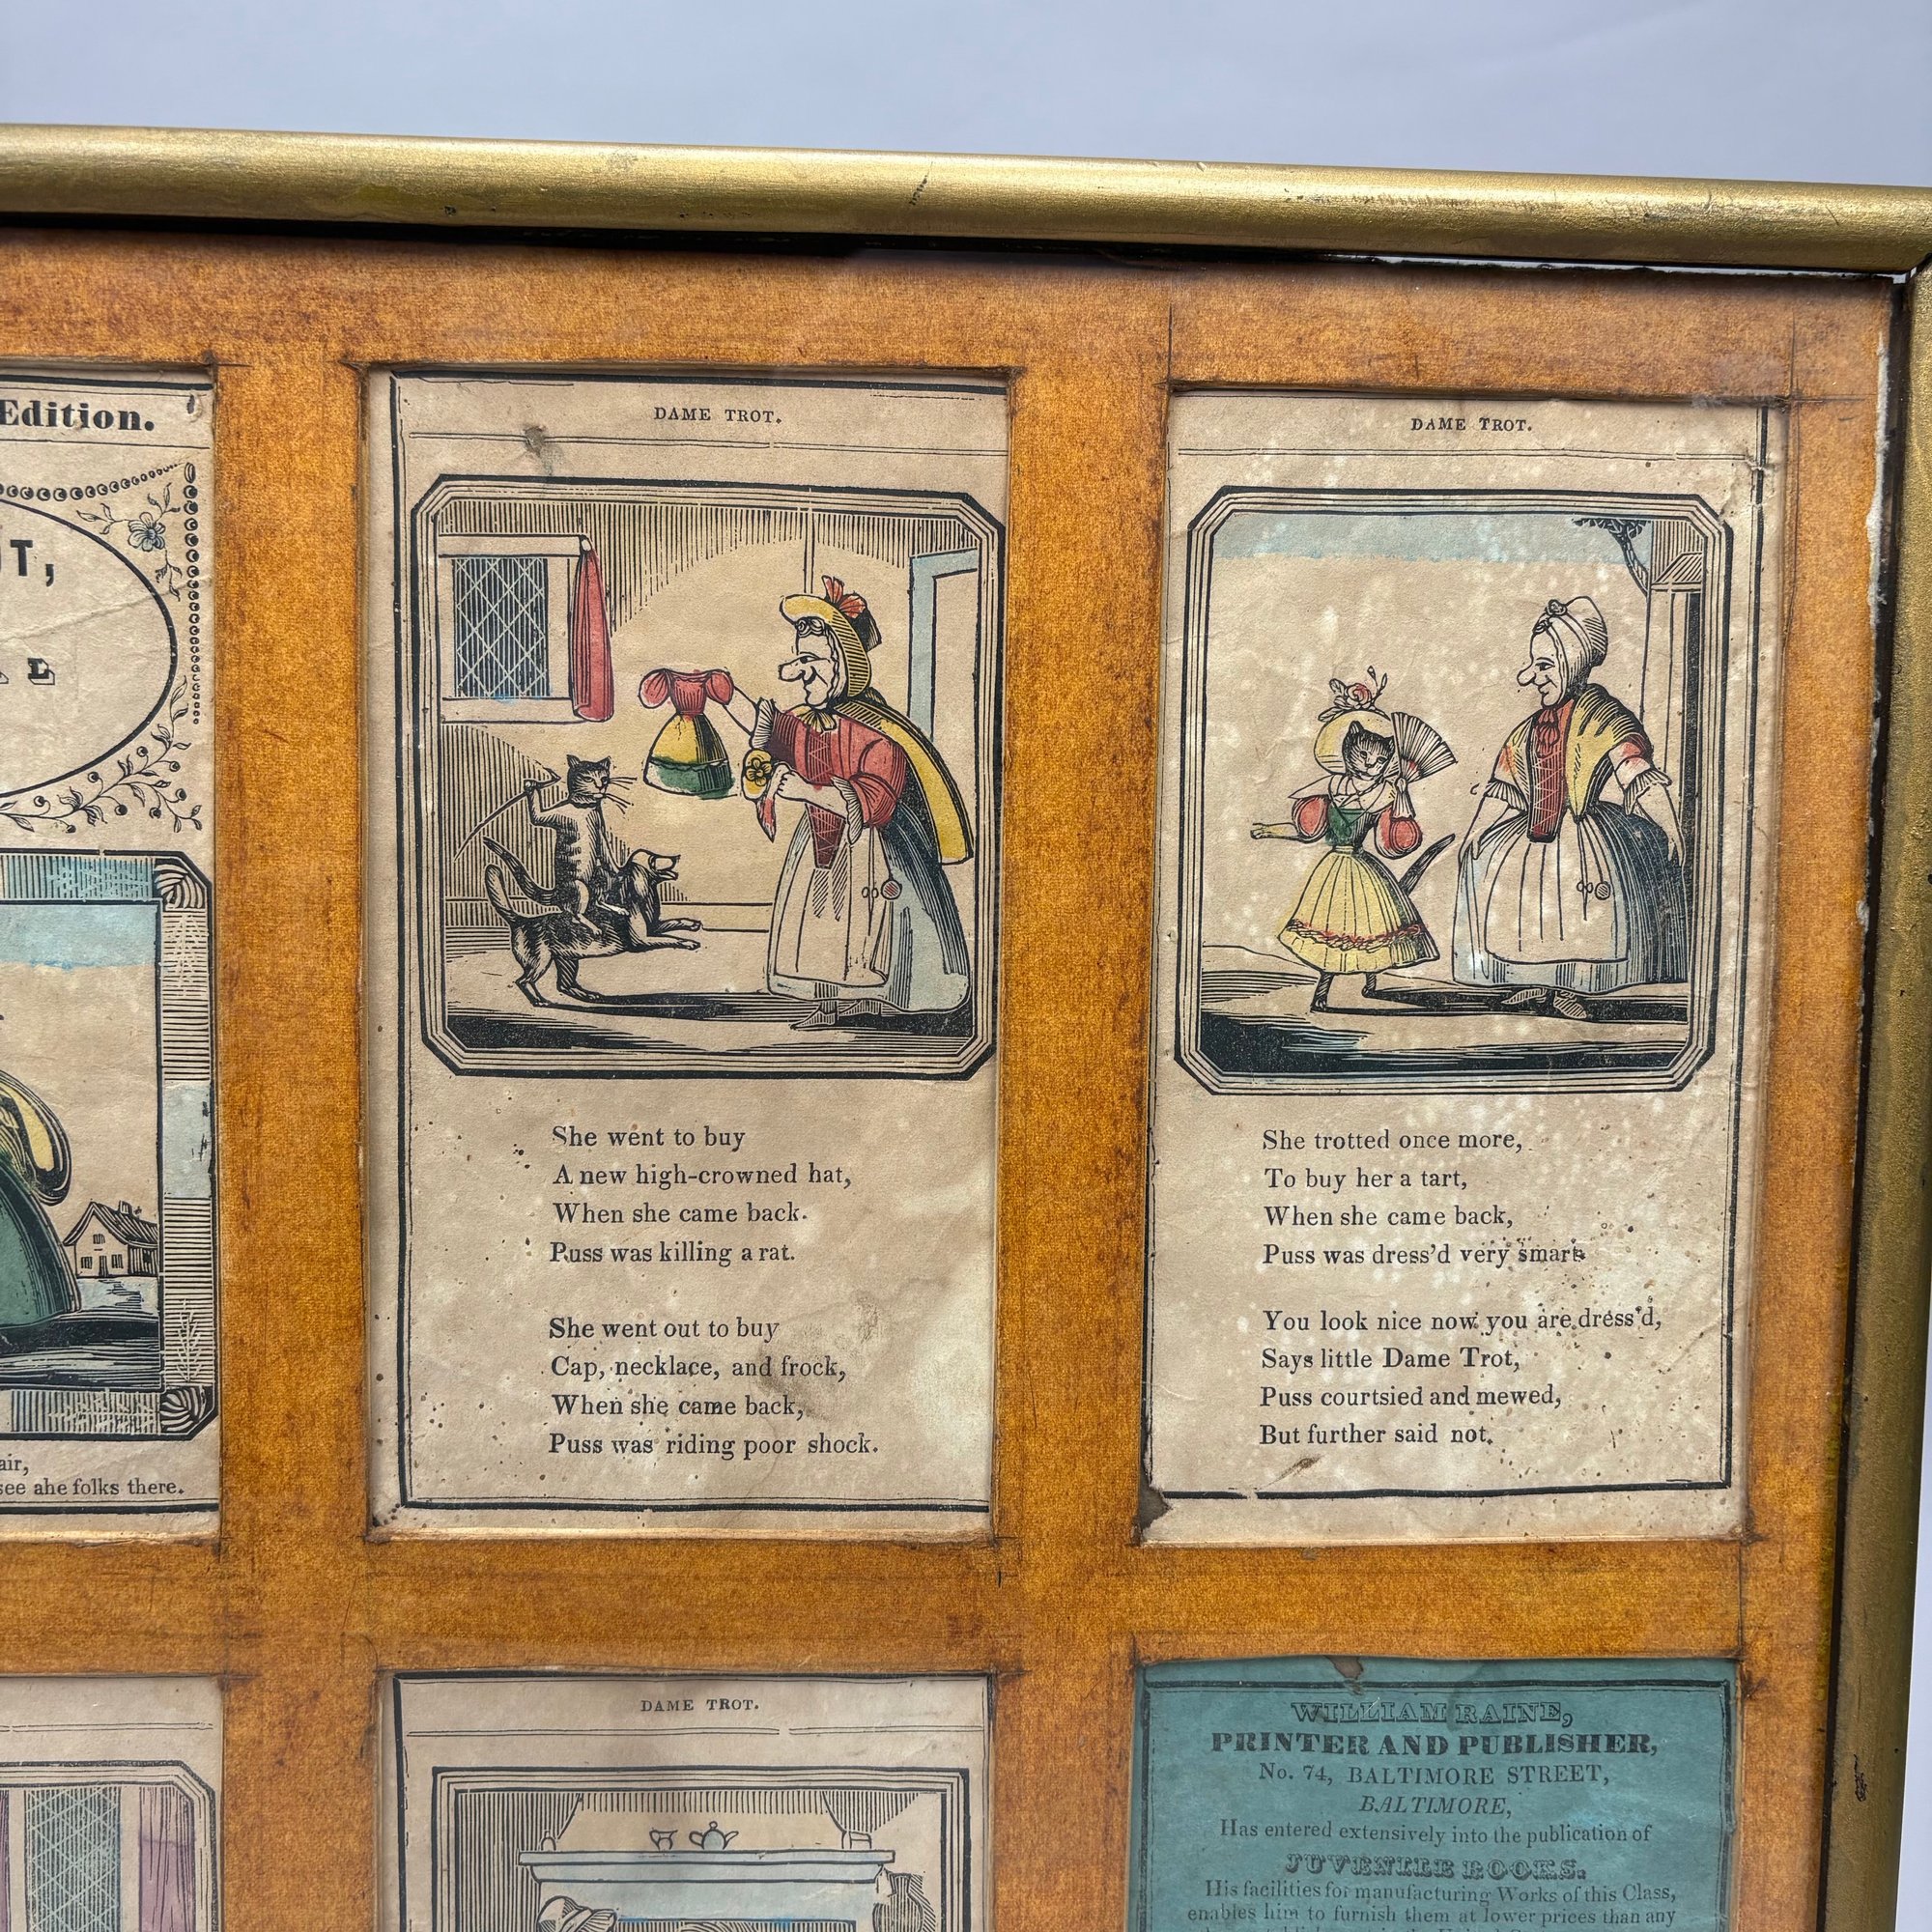 Edition.
T,
L
air,
see ahe folks there.
DAME TROT.
She went to buy
A new high-crowned hat,
When she came back.
Puss was killing a rat.
She went out to buy
Cap, necklace, and frock,
When she came back,
Puss was riding poor shock.
DAME TROT.
She trotted once more,
To buy her a tart,
When she came back,
Puss was dress'd very smart
You look nice now you are dress'd,
Says little Dame Trot,
Puss courtsied and mewed,
But further said not.
DAME TROT.
WILLIAM RAINE,
PRINTER AND PUBLISHER,
No. 74, BALTIMORE STREET,
BALTIMORE,
Has entered extensively into the publication of
JUVENILE BOOKS.
His facilities for manufacturing Works of this Class,
enables him to furnish them at lower prices than any